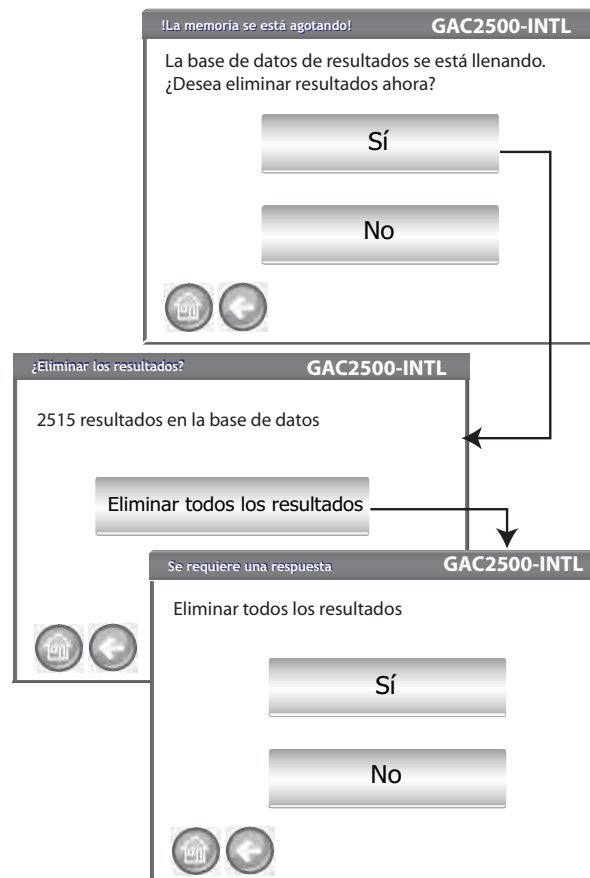 !La memoria se está agotando! GAC2500-INTL
La base de datos de resultados se está llenando.
¿Desea eliminar resultados ahora?
Sí
No
¿Eliminar los resultados? GAC2500-INTL
2515 resultados en la base de datos
Eliminar todos los resultados
Se requiere una respuesta GAC2500-INTL
Eliminar todos los resultados
Sí
No